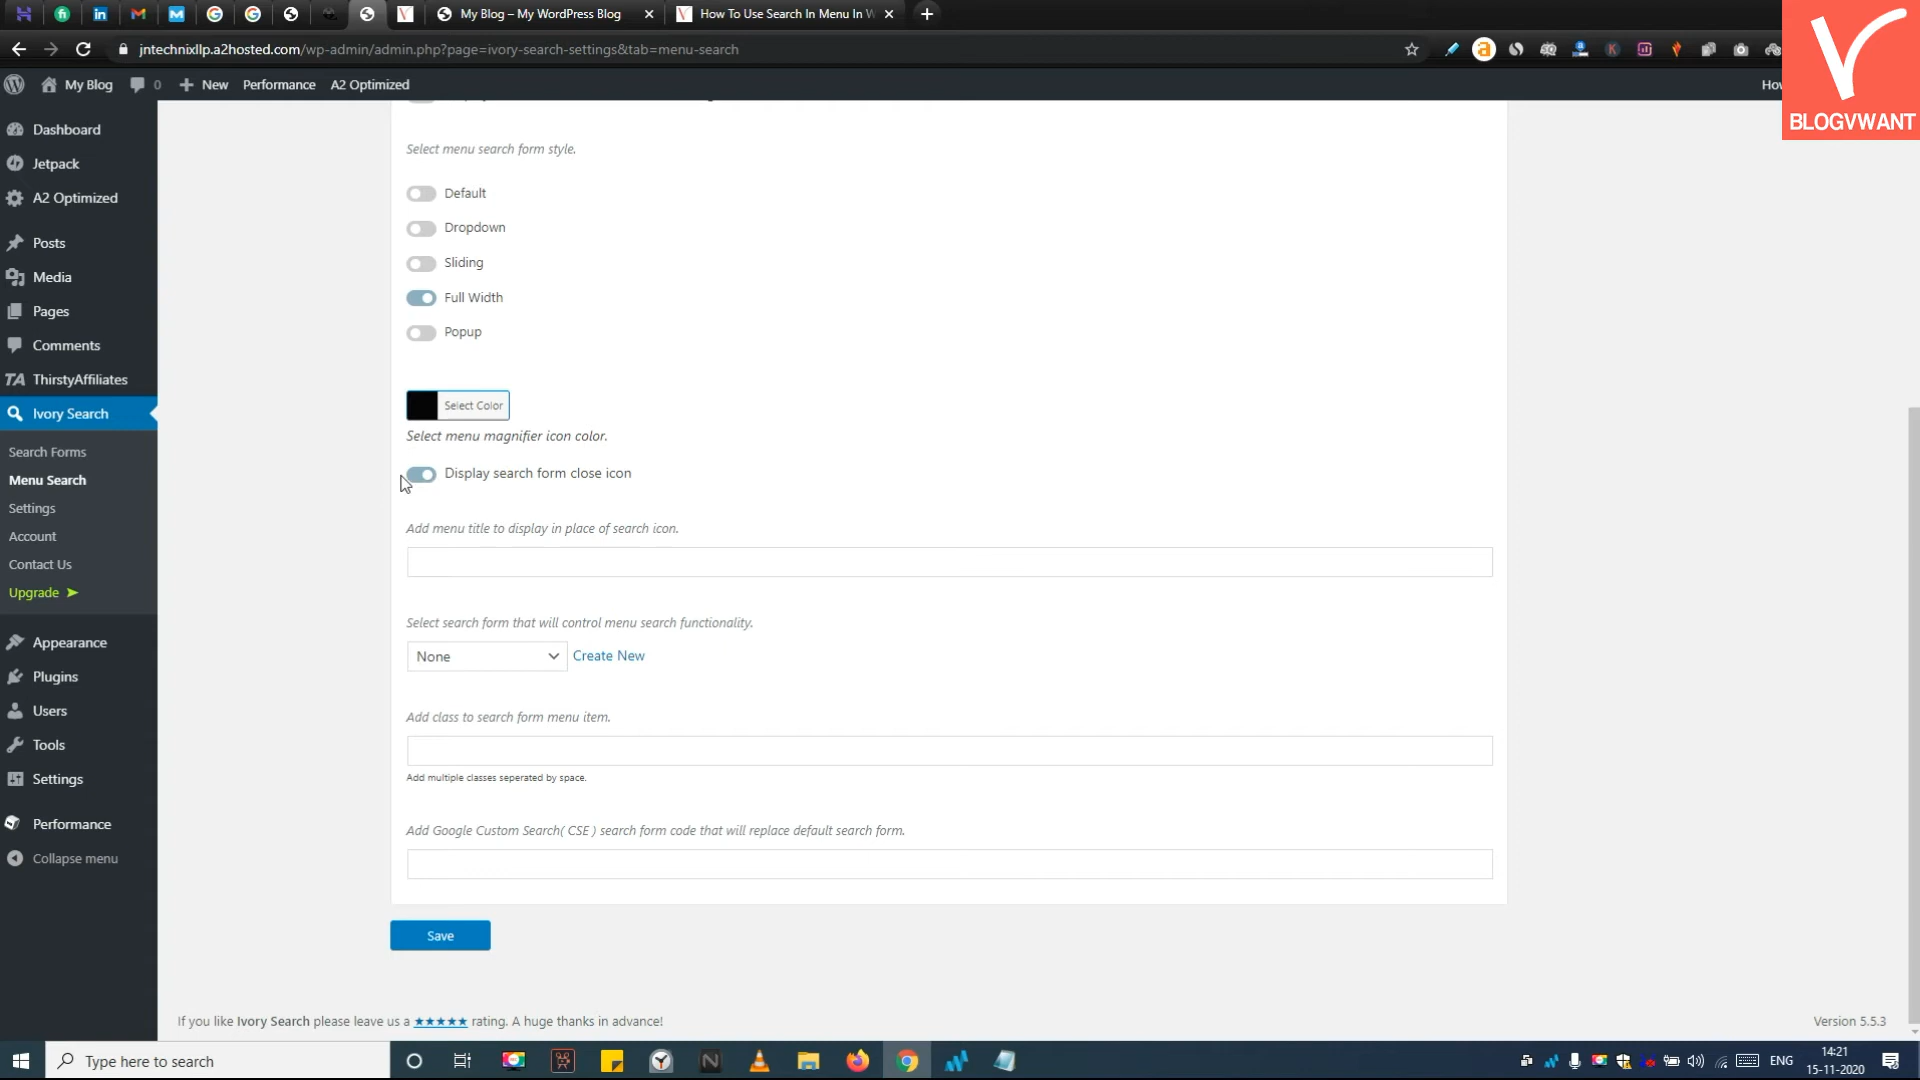 My Blog – My WordPress Blog
How To Use Search In Menu In W
jntechnixllp.a2hosted.com/wp-admin/admin.php?page=ivory-search-settings&tab=menu-search
BLOGVWANT
My Blog
0
New
Performance
A2 Optimized
Dashboard
Jetpack
A2 Optimized
Posts
Media
Pages
Comments
TA ThirstyAffiliates
Ivory Search
Search Forms
Menu Search
Settings
Account
Contact Us
Upgrade ➤
Appearance
Plugins
Users
Tools
Settings
Performance
Collapse menu
Select menu search form style.
Default
Dropdown
Sliding
Full Width
Popup
Select Color
Select menu magnifier icon color.
Display search form close icon
Add menu title to display in place of search icon.
Select search form that will control menu search functionality.
None
Create New
Add class to search form menu item.
Add multiple classes seperated by space.
Add Google Custom Search( CSE ) search form code that will replace default search form.
Save
If you like Ivory Search please leave us a ★★★★★ rating. A huge thanks in advance!
Version 5.5.3
Type here to search
ENG
14:21
15-11-2020